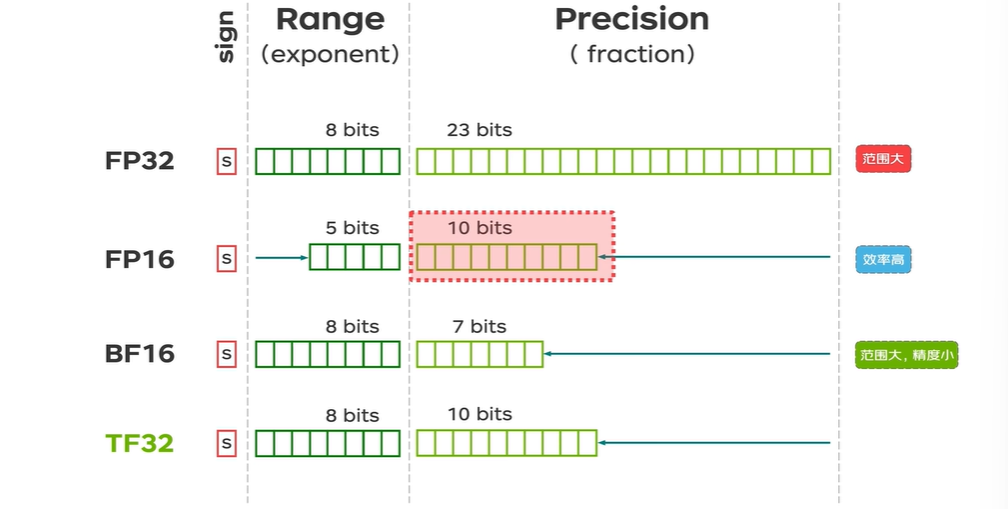 sign
Range
(exponent)
Precision
( fraction)
8 bits
23 bits
FP32
s
范围大
5 bits
10 bits
FP16
s
效率高
8 bits
7 bits
BF16
s
范围大, 精度小
8 bits
10 bits
TF32
s